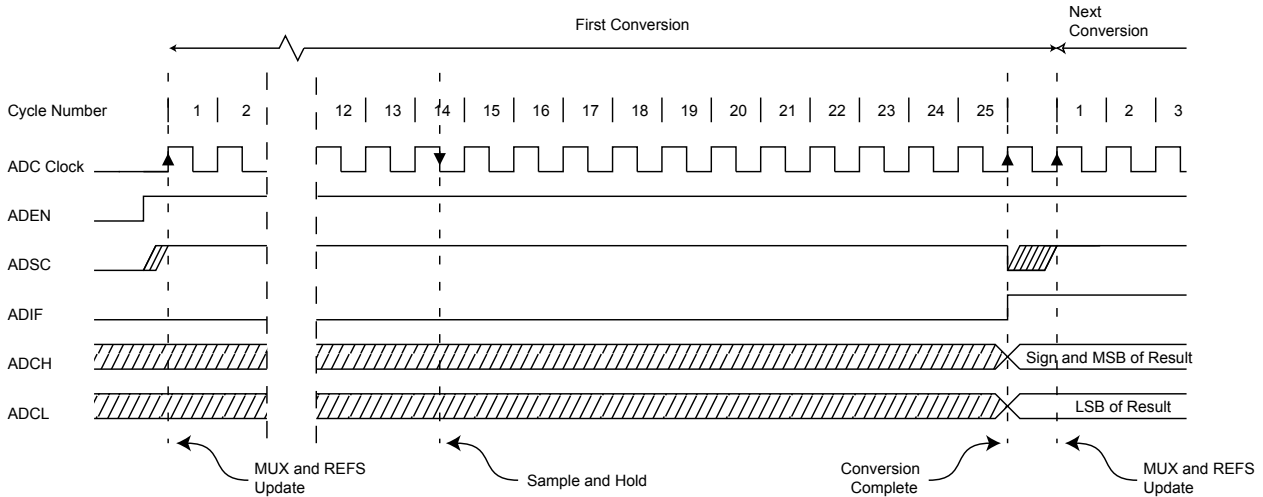 First Conversion
Next
Conversion
Cycle Number 1 2 12 13 14 15 16 17 18 19 20 21 22 23 24 25 1 2 3
ADC Clock
ADEN
ADSC
ADIF
ADCH Sign and MSB of Result
ADCL LSB of Result
MUX and REFS
Update
Sample and Hold
Conversion
Complete
MUX and REFS
Update